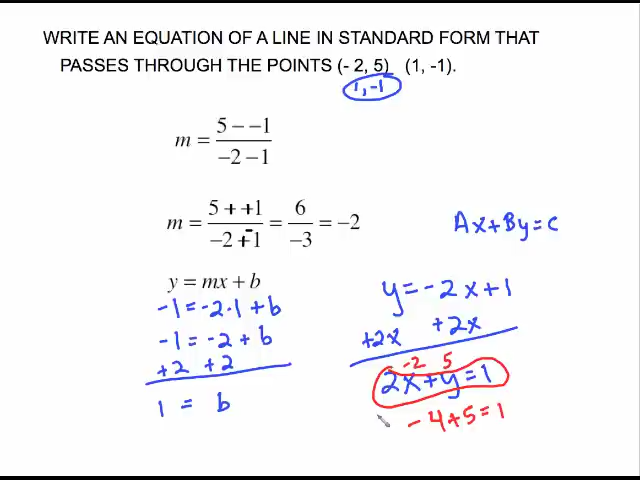 WRITE AN EQUATION OF A LINE IN STANDARD FORM THAT
PASSES THROUGH THE POINTS (- 2, 5) (1, -1).
1, -1
m = 5 - -1 / -2 - 1
m = 5 + +1 / -2 + -1 = 6 / -3 = -2
Ax + By = C
y = mx + b
-1 = -2 · 1 + b
-1 = -2 + b
+2 +2
1 = b
y = -2x + 1
+2x +2x
-2 5
2x + y = 1
-4 + 5 = 1